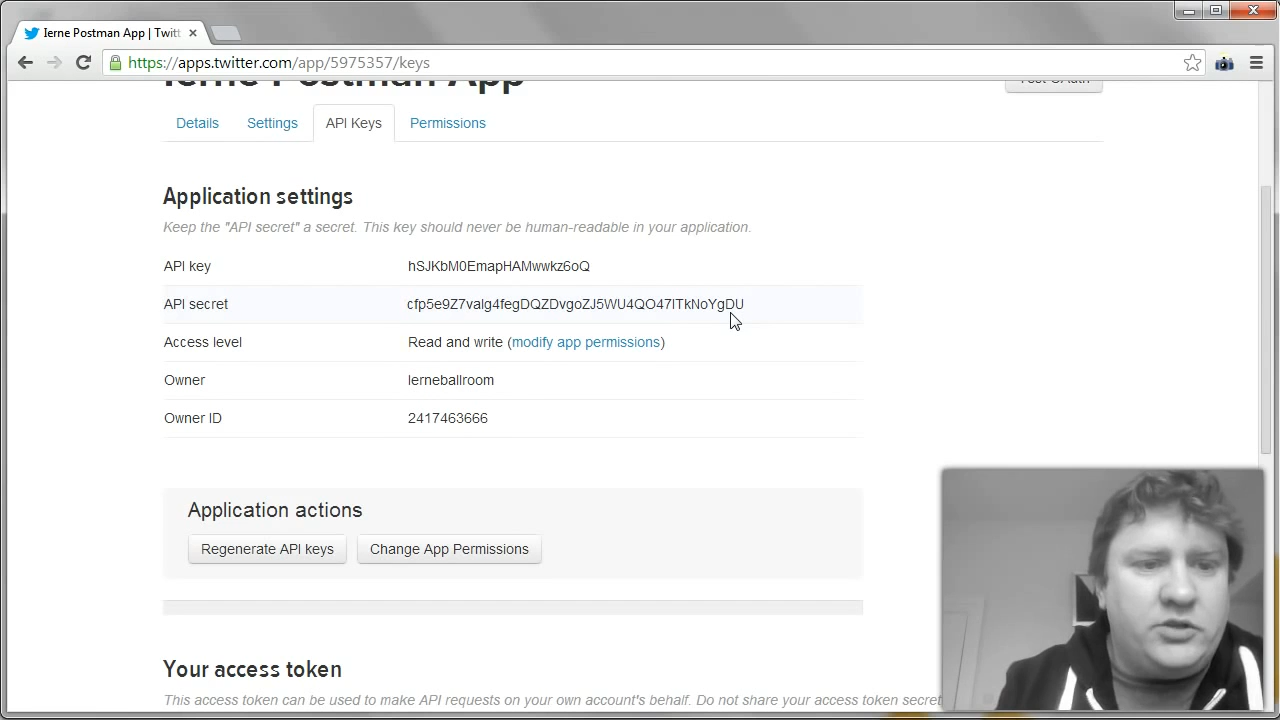 Ierne Postman App | Twitt
https://apps.twitter.com/app/5975357/keys
Ierne Postman App
Test OAuth
Details Settings API Keys Permissions
Application settings
Keep the "API secret" a secret. This key should never be human-readable in your application.
API key hSJKbM0EmapHAMwwkz6oQ
API secret cfp5e9Z7valg4fegDQZDvgoZJ5WU4QO47lTkNoYgDU
Access level Read and write (modify app permissions)
Owner Ierneballroom
Owner ID 2417463666
Application actions
Regenerate API keys Change App Permissions
Your access token
This access token can be used to make API requests on your own account's behalf. Do not share your access token secret